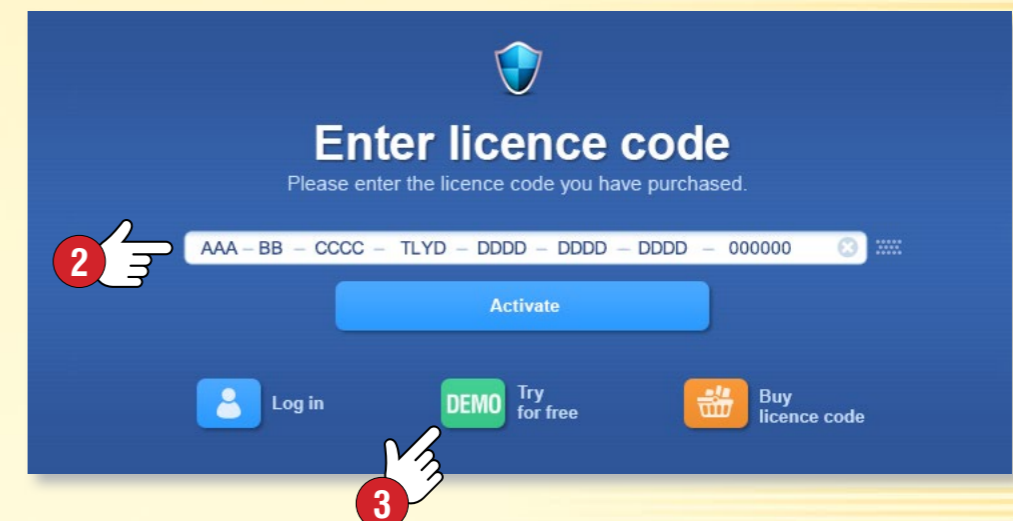 Enter licence code
Please enter the licence code you have purchased.
2
AAA – BB – CCCC – TLYD – DDDD – DDDD – DDDD – 000000
Activate
Log in
DEMO
Try
for free
Buy
licence code
3